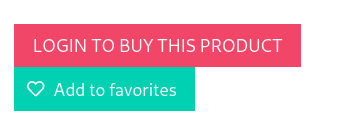 LOGIN TO BUY THIS PRODUCT
Add to favorites